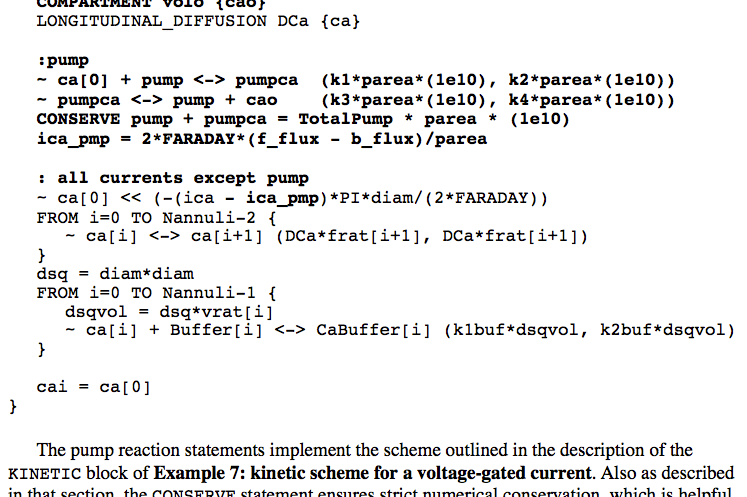 COMPARTMENT volo {cao}
LONGITUDINAL_DIFFUSION DCa {ca}
:pump
~ ca[0] + pump <-> pumpca (k1*parea*(1e10), k2*parea*(1e10))
~ pumpca <-> pump + cao (k3*parea*(1e10), k4*parea*(1e10))
CONSERVE pump + pumpca = TotalPump * parea * (1e10)
ica_pmp = 2*FARADAY*(f_flux - b_flux)/parea
: all currents except pump
~ ca[0] << (-(ica - ica_pmp)*PI*diam/(2*FARADAY))
FROM i=0 TO Nannuli-2 {
~ ca[i] <-> ca[i+1] (DCa*frat[i+1], DCa*frat[i+1])
}
dsq = diam*diam
FROM i=0 TO Nannuli-1 {
dsqvol = dsq*vrat[i]
~ ca[i] + Buffer[i] <-> CaBuffer[i] (k1buf*dsqvol, k2buf*dsqvol)
}
cai = ca[0]
}
The pump reaction statements implement the scheme outlined in the description of the
KINETIC block of Example 7: kinetic scheme for a voltage-gated current. Also as described
in that section, the CONSERVE statement ensures strict numerical conservation, which is helpful